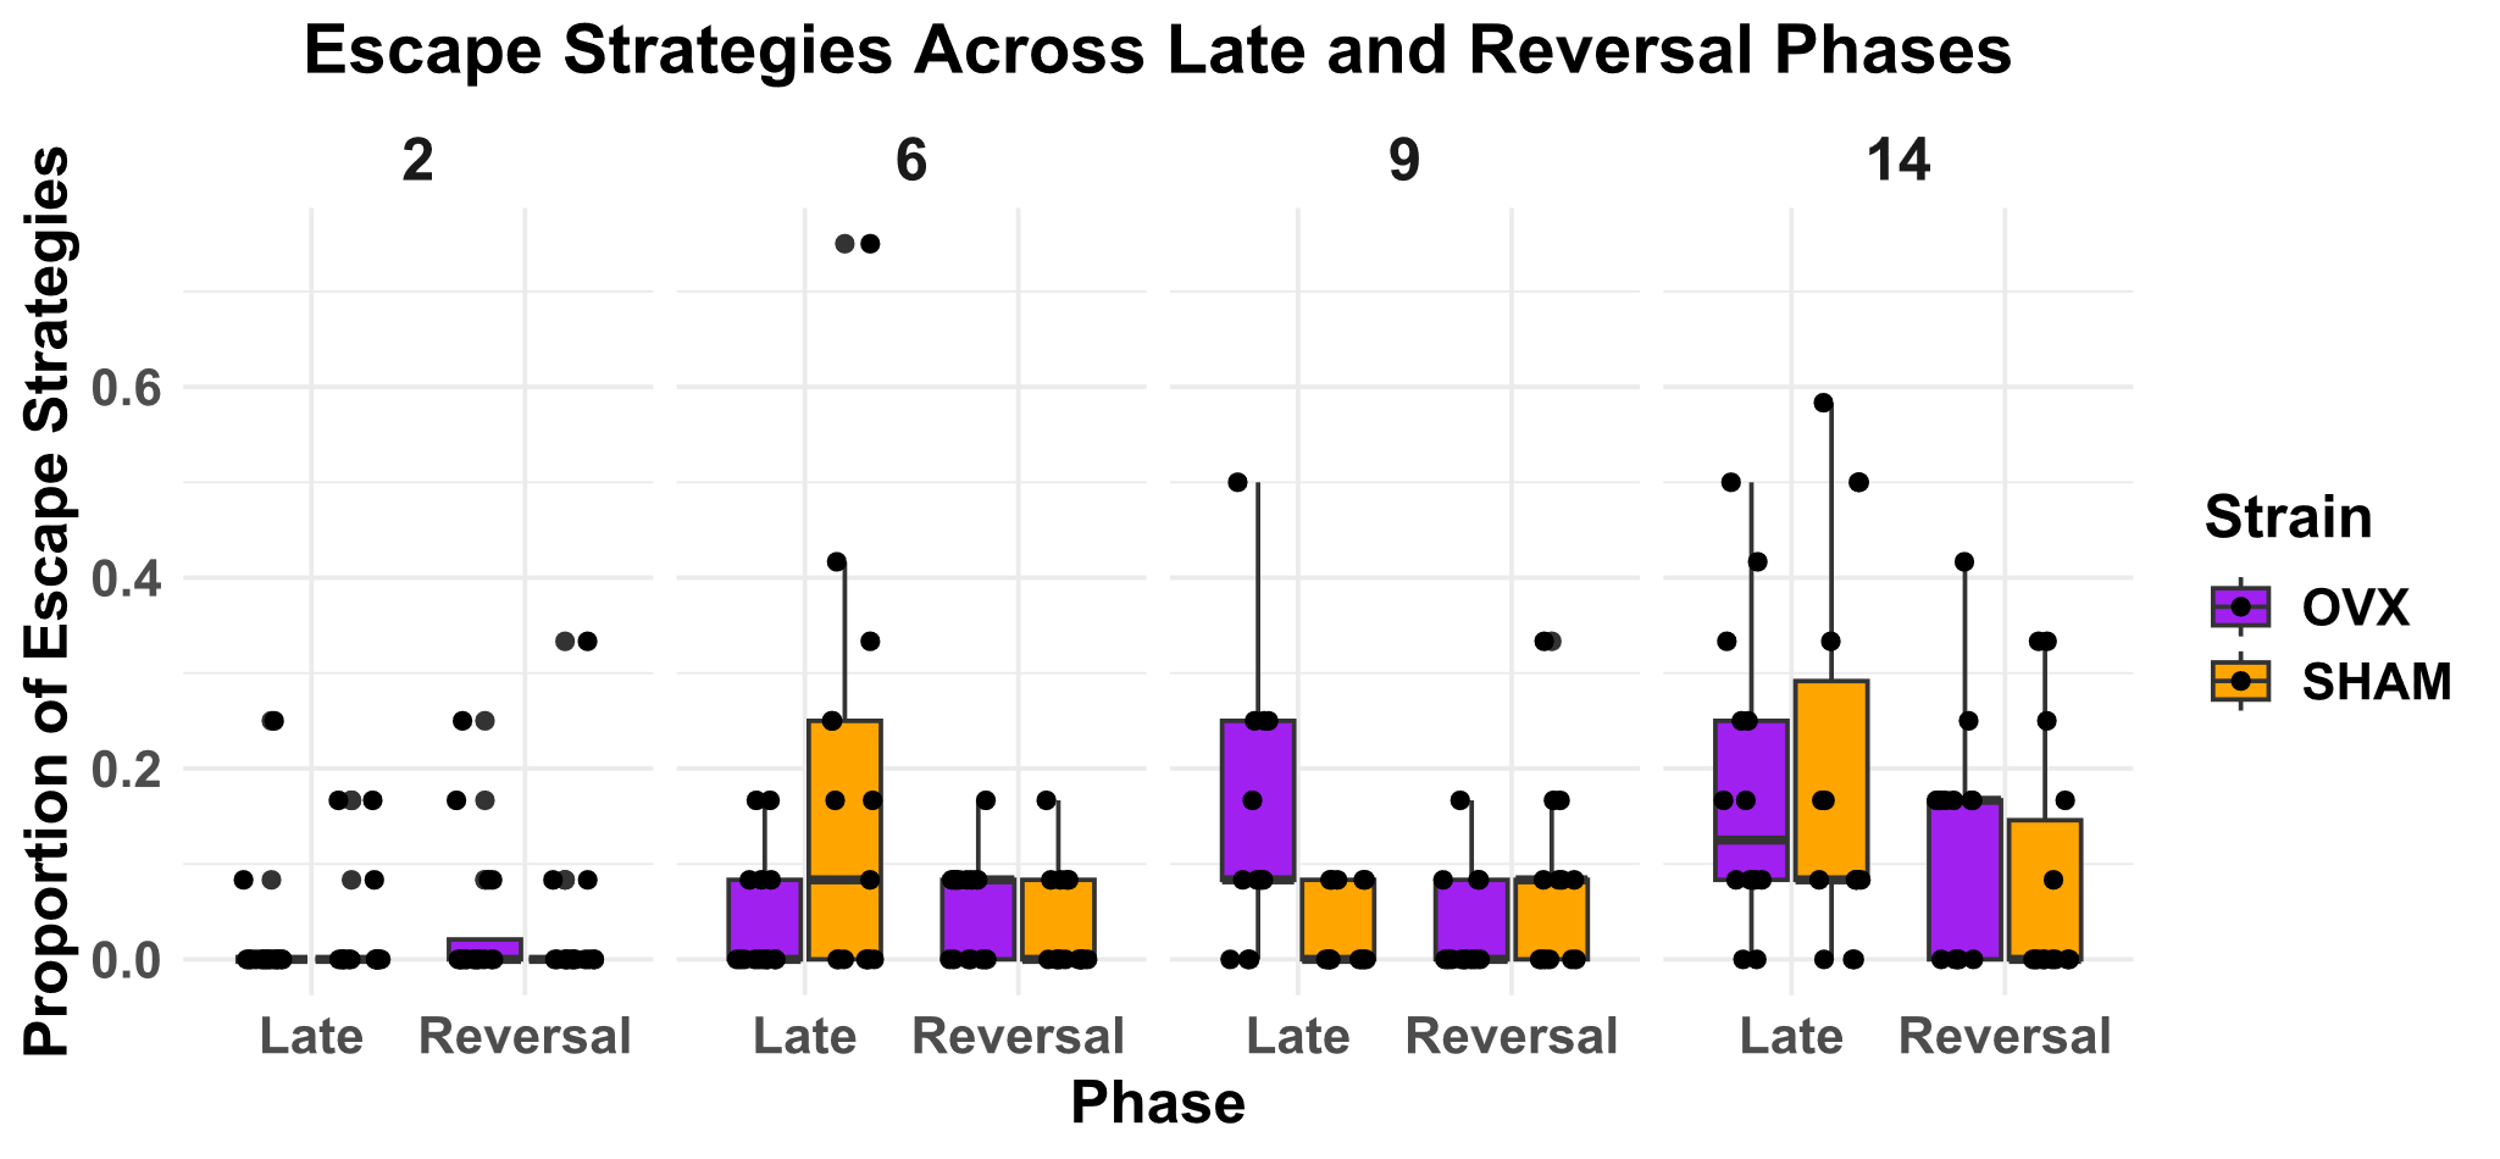 Escape Strategies Across Late and Reversal Phases
2 6 9 14
Proportion of Escape Strategies
0.6
0.4
0.2
0.0
Late Reversal Late Reversal Late Reversal Late Reversal
Phase
Strain
OVX
SHAM